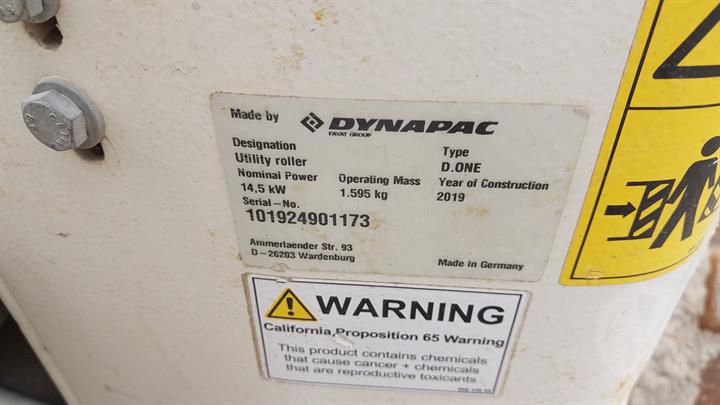 Made by DYNAPAC
FAYAT GROUP
Designation Type
Utility roller D.ONE
Nominal Power Operating Mass Year of Construction
14,5 kW 1.595 kg 2019
Serial-No.
101924901173
Ammerlaender Str. 93
D-26203 Wardenburg Made in Germany
WARNING
California,Proposition 65 Warning
This product contains chemicals
that cause cancer + chemicals
that are reproductive toxicants